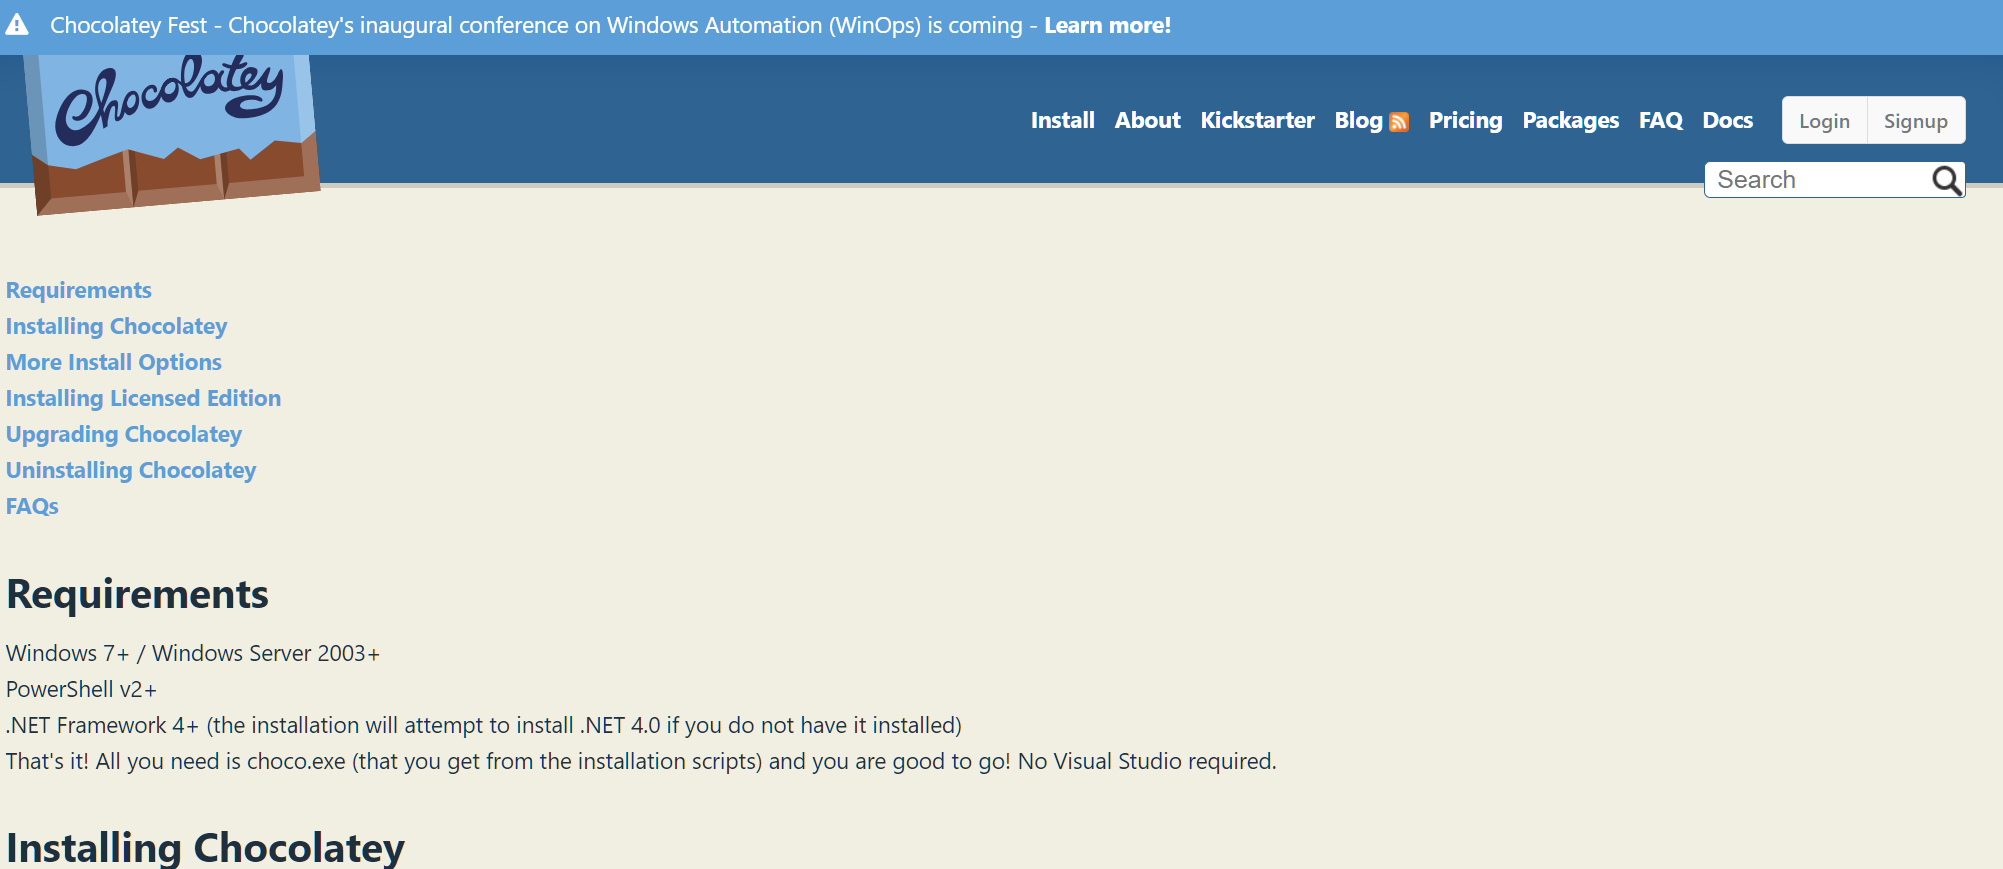 Chocolatey Fest - Chocolatey's inaugural conference on Windows Automation (WinOps) is coming - Learn more!
Chocolatey
Install About Kickstarter Blog Pricing Packages FAQ Docs Login Signup
Search
Requirements
Installing Chocolatey
More Install Options
Installing Licensed Edition
Upgrading Chocolatey
Uninstalling Chocolatey
FAQs
Requirements
Windows 7+ / Windows Server 2003+
PowerShell v2+
.NET Framework 4+ (the installation will attempt to install .NET 4.0 if you do not have it installed)
That's it! All you need is choco.exe (that you get from the installation scripts) and you are good to go! No Visual Studio required.
Installing Chocolatey